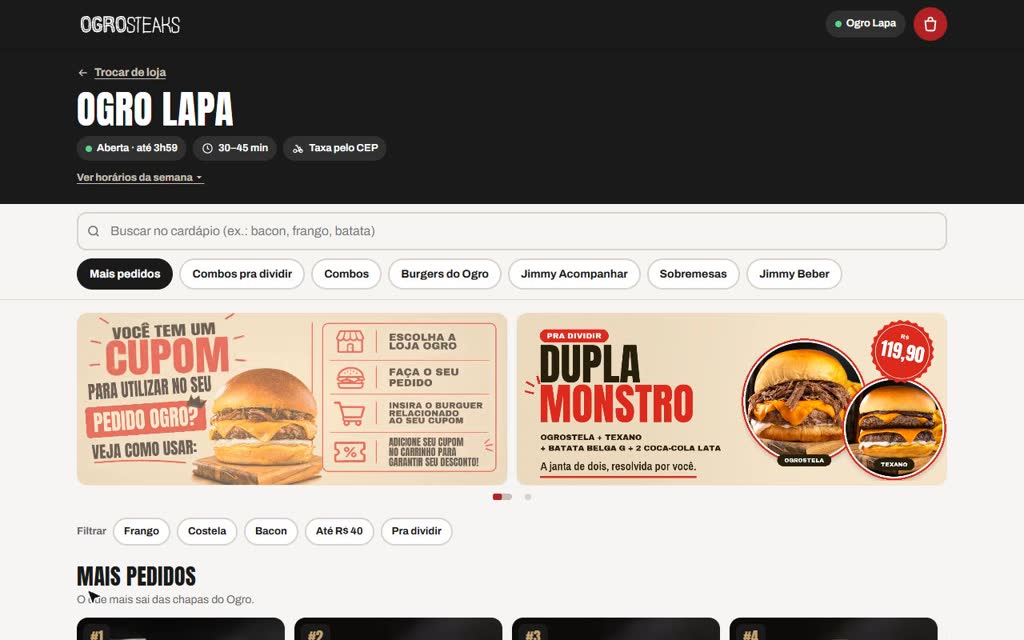 OGROSTEAKS
Ogro Lapa
Trocar de loja
OGRO LAPA
Aberta · até 3h59
30–45 min
Taxa pelo CEP
Ver horários da semana
Buscar no cardápio (ex.: bacon, frango, batata)
Mais pedidos
Combos pra dividir
Combos
Burgers do Ogro
Jimmy Acompanhar
Sobremesas
Jimmy Beber
VOCÊ TEM UM
CUPOM
PARA UTILIZAR NO SEU
PEDIDO OGRO?
VEJA COMO USAR:
ESCOLHA A
LOJA OGRO
FAÇA O SEU
PEDIDO
INSIRA O BURGUER
RELACIONADO
AO SEU CUPOM
ADICIONE SEU CUPOM
NO CARRINHO PARA
GARANTIR SEU DESCONTO!
PRA DIVIDIR
DUPLA
MONSTRO
OGROSTELA + TEXANO
+ BATATA BELGA G + 2 COCA-COLA LATA
A janta de dois, resolvida por você.
R$
119,90
OGROSTELA
TEXANO
Filtrar
Frango
Costela
Bacon
Até R$ 40
Pra dividir
MAIS PEDIDOS
O que mais sai das chapas do Ogro.
#1
#2
#3
#4